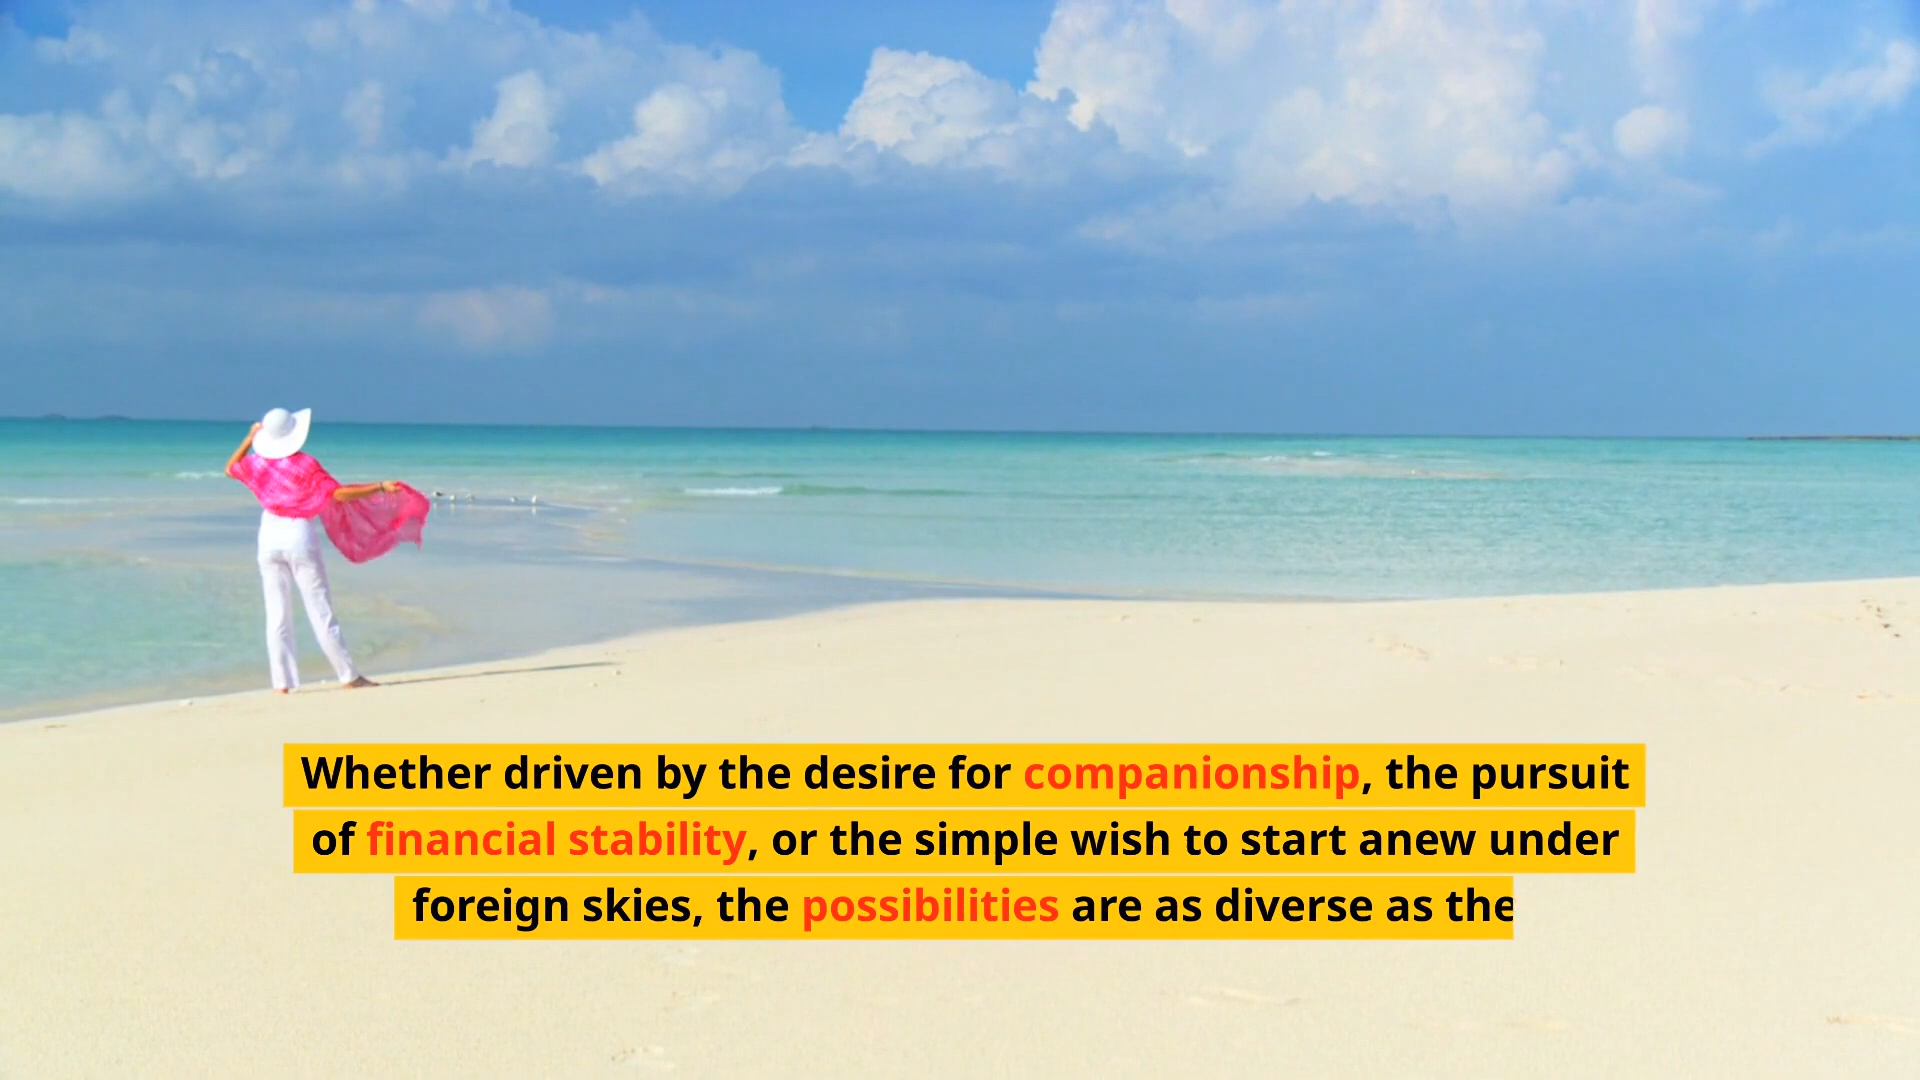 Whether driven by the desire for companionship, the pursuit
of financial stability, or the simple wish to start anew under
foreign skies, the possibilities are as diverse as the